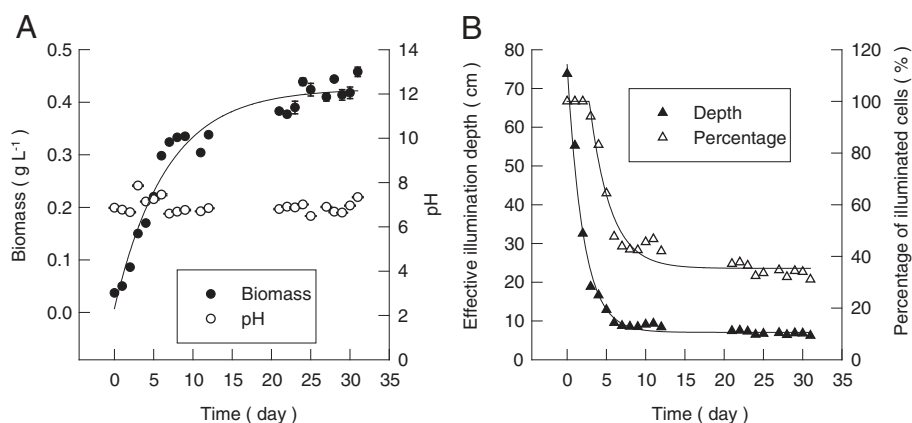 A
Biomass ( g L-1)
0.5
0.4
0.3
0.2
0.1
0.0
14
12
10
8
6
4
2
0
pH
Biomass
pH
0 5 10 15 20 25 30 35
Time ( day )
B
Effective illumination depth ( cm )
80
70
60
50
40
30
20
10
0
120
100
80
60
40
20
0
Percentage of illuminated cells ( % )
Depth
Percentage
0 5 10 15 20 25 30 35
Time ( day )